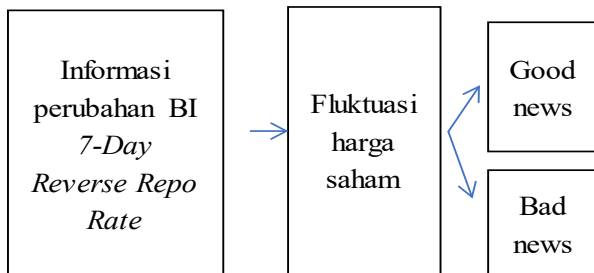 Informasi
perubahan BI
7-Day
Reverse Repo
Rate
Fluktuasi
harga
saham
Good
news
Bad
news